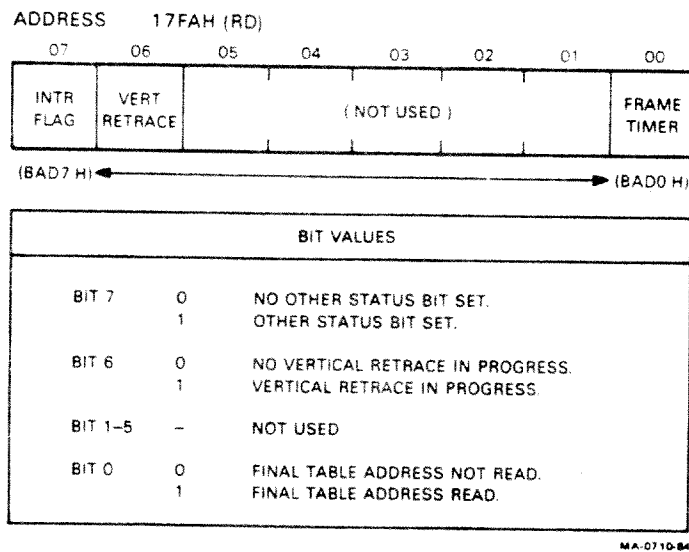 ADDRESS 17FAH (RD)
07 06 05 04 03 02 01 00
INTR FLAG VERT RETRACE (NOT USED) FRAME TIMER
(BAD7 H) (BAD0 H)
BIT VALUES
BIT 7 0 NO OTHER STATUS BIT SET.
1 OTHER STATUS BIT SET.
BIT 6 0 NO VERTICAL RETRACE IN PROGRESS.
1 VERTICAL RETRACE IN PROGRESS.
BIT 1-5 – NOT USED
BIT 0 0 FINAL TABLE ADDRESS NOT READ.
1 FINAL TABLE ADDRESS READ.
MA-0710-84